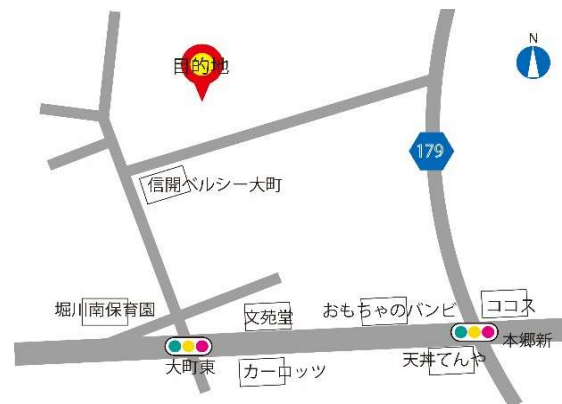 N
目的地
179
信開ベルシー大町
堀川南保育園
文苑堂
おもちゃのバンビ
ココス
本郷新
大町東
カーロッツ
天丼てんや